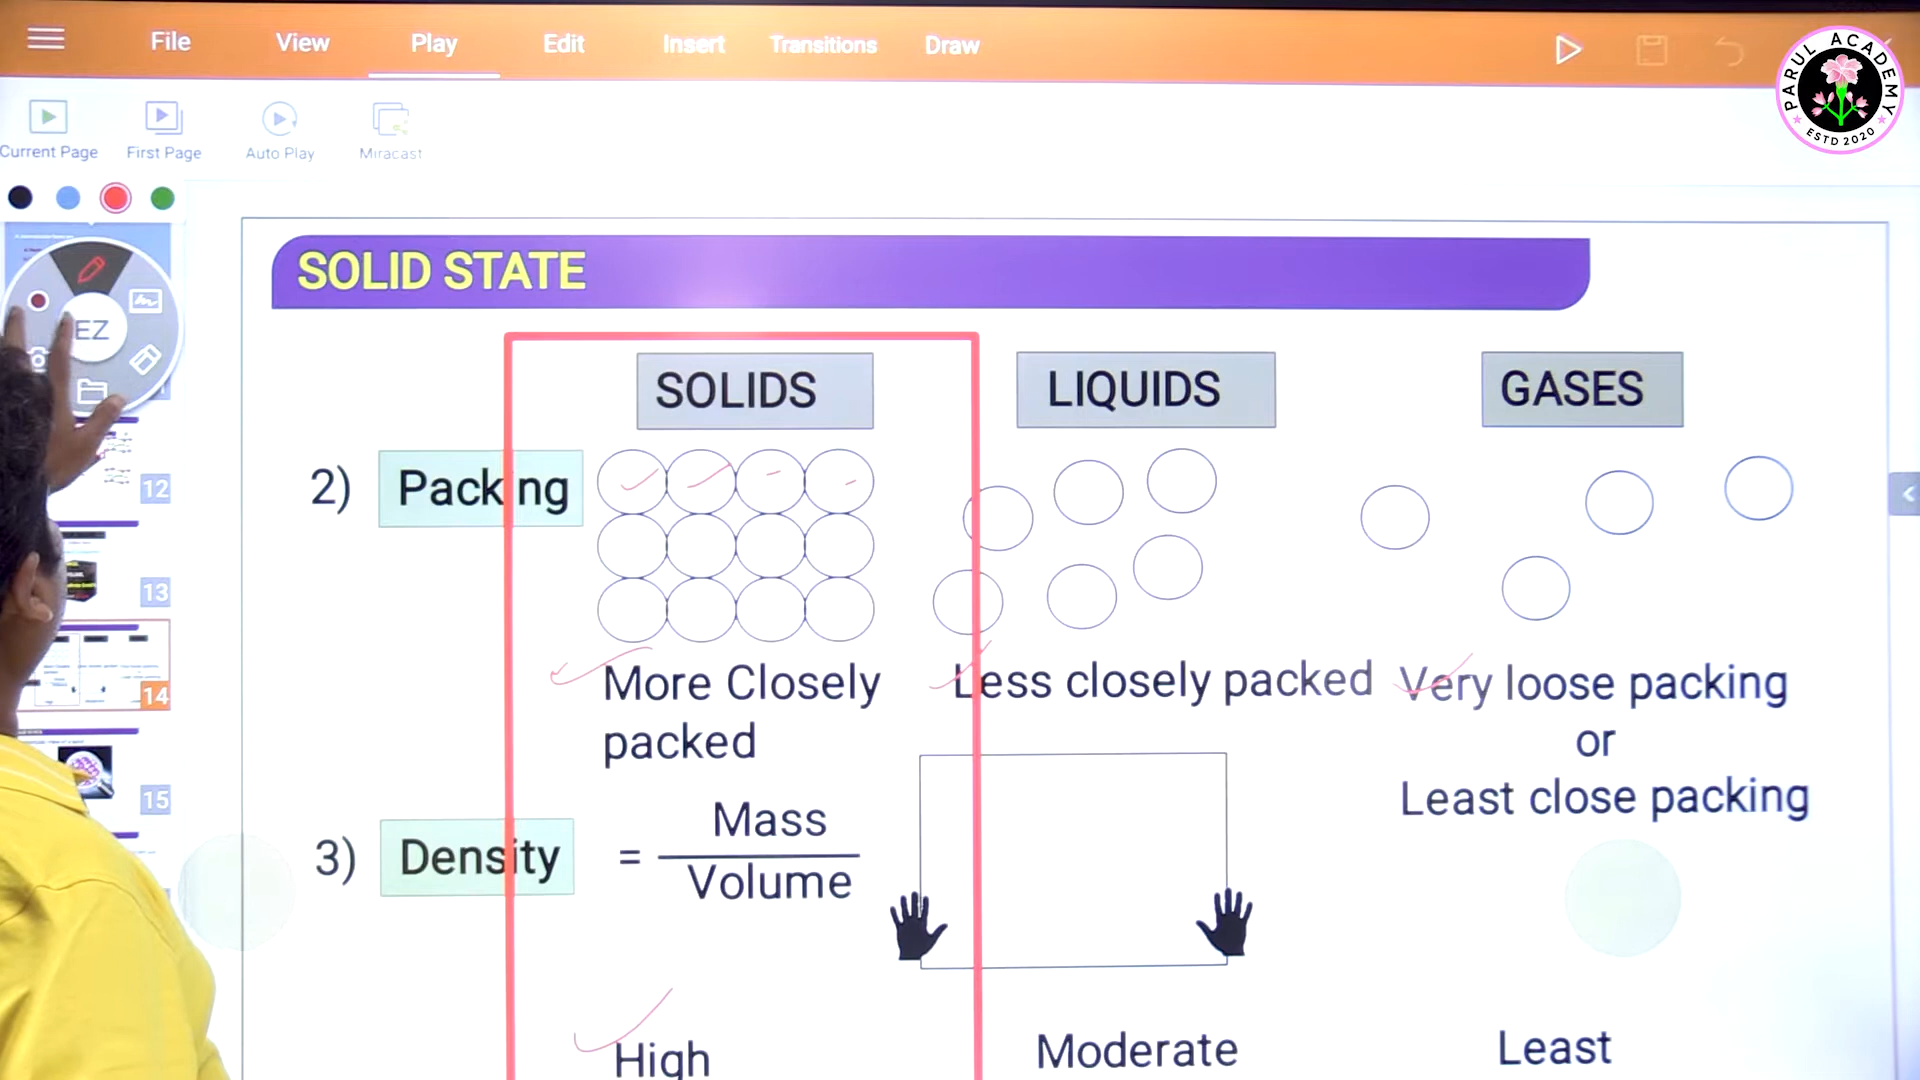 File View Play Edit Insert Transitions Draw
PARUL ACADEMY
ESTD 2020
Current Page First Page Auto Play Miracast
EZ
12
13
14
15
SOLID STATE
SOLIDS LIQUIDS GASES
2) Packing
More Closely packed
Less closely packed
Very loose packing
or
Least close packing
3) Density = Mass
Volume
High Moderate Least